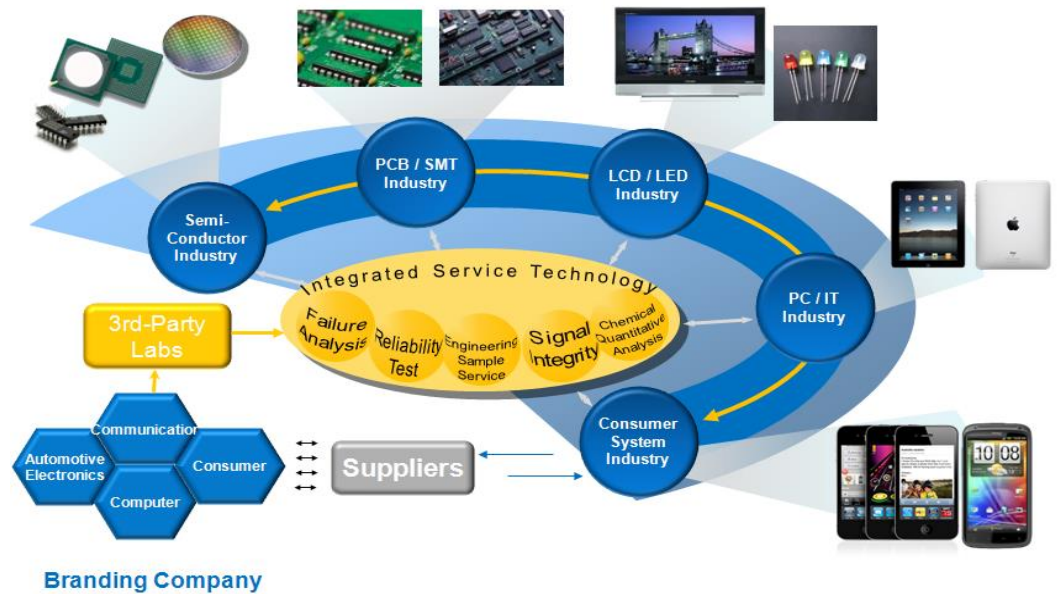 PCB / SMT
Industry
LCD / LED
Industry
Semi-
Conductor
Industry
PC / IT
Industry
Integrated Service Technology
Failure
Analysis
Reliability
Test
Engineering
Sample
Service
Signal
Integrity
Chemical
Quantitative
Analysis
3rd-Party
Labs
Consumer
System
Industry
Communication
Automotive
Electronics
Consumer
Computer
Suppliers
10 08
Branding Company